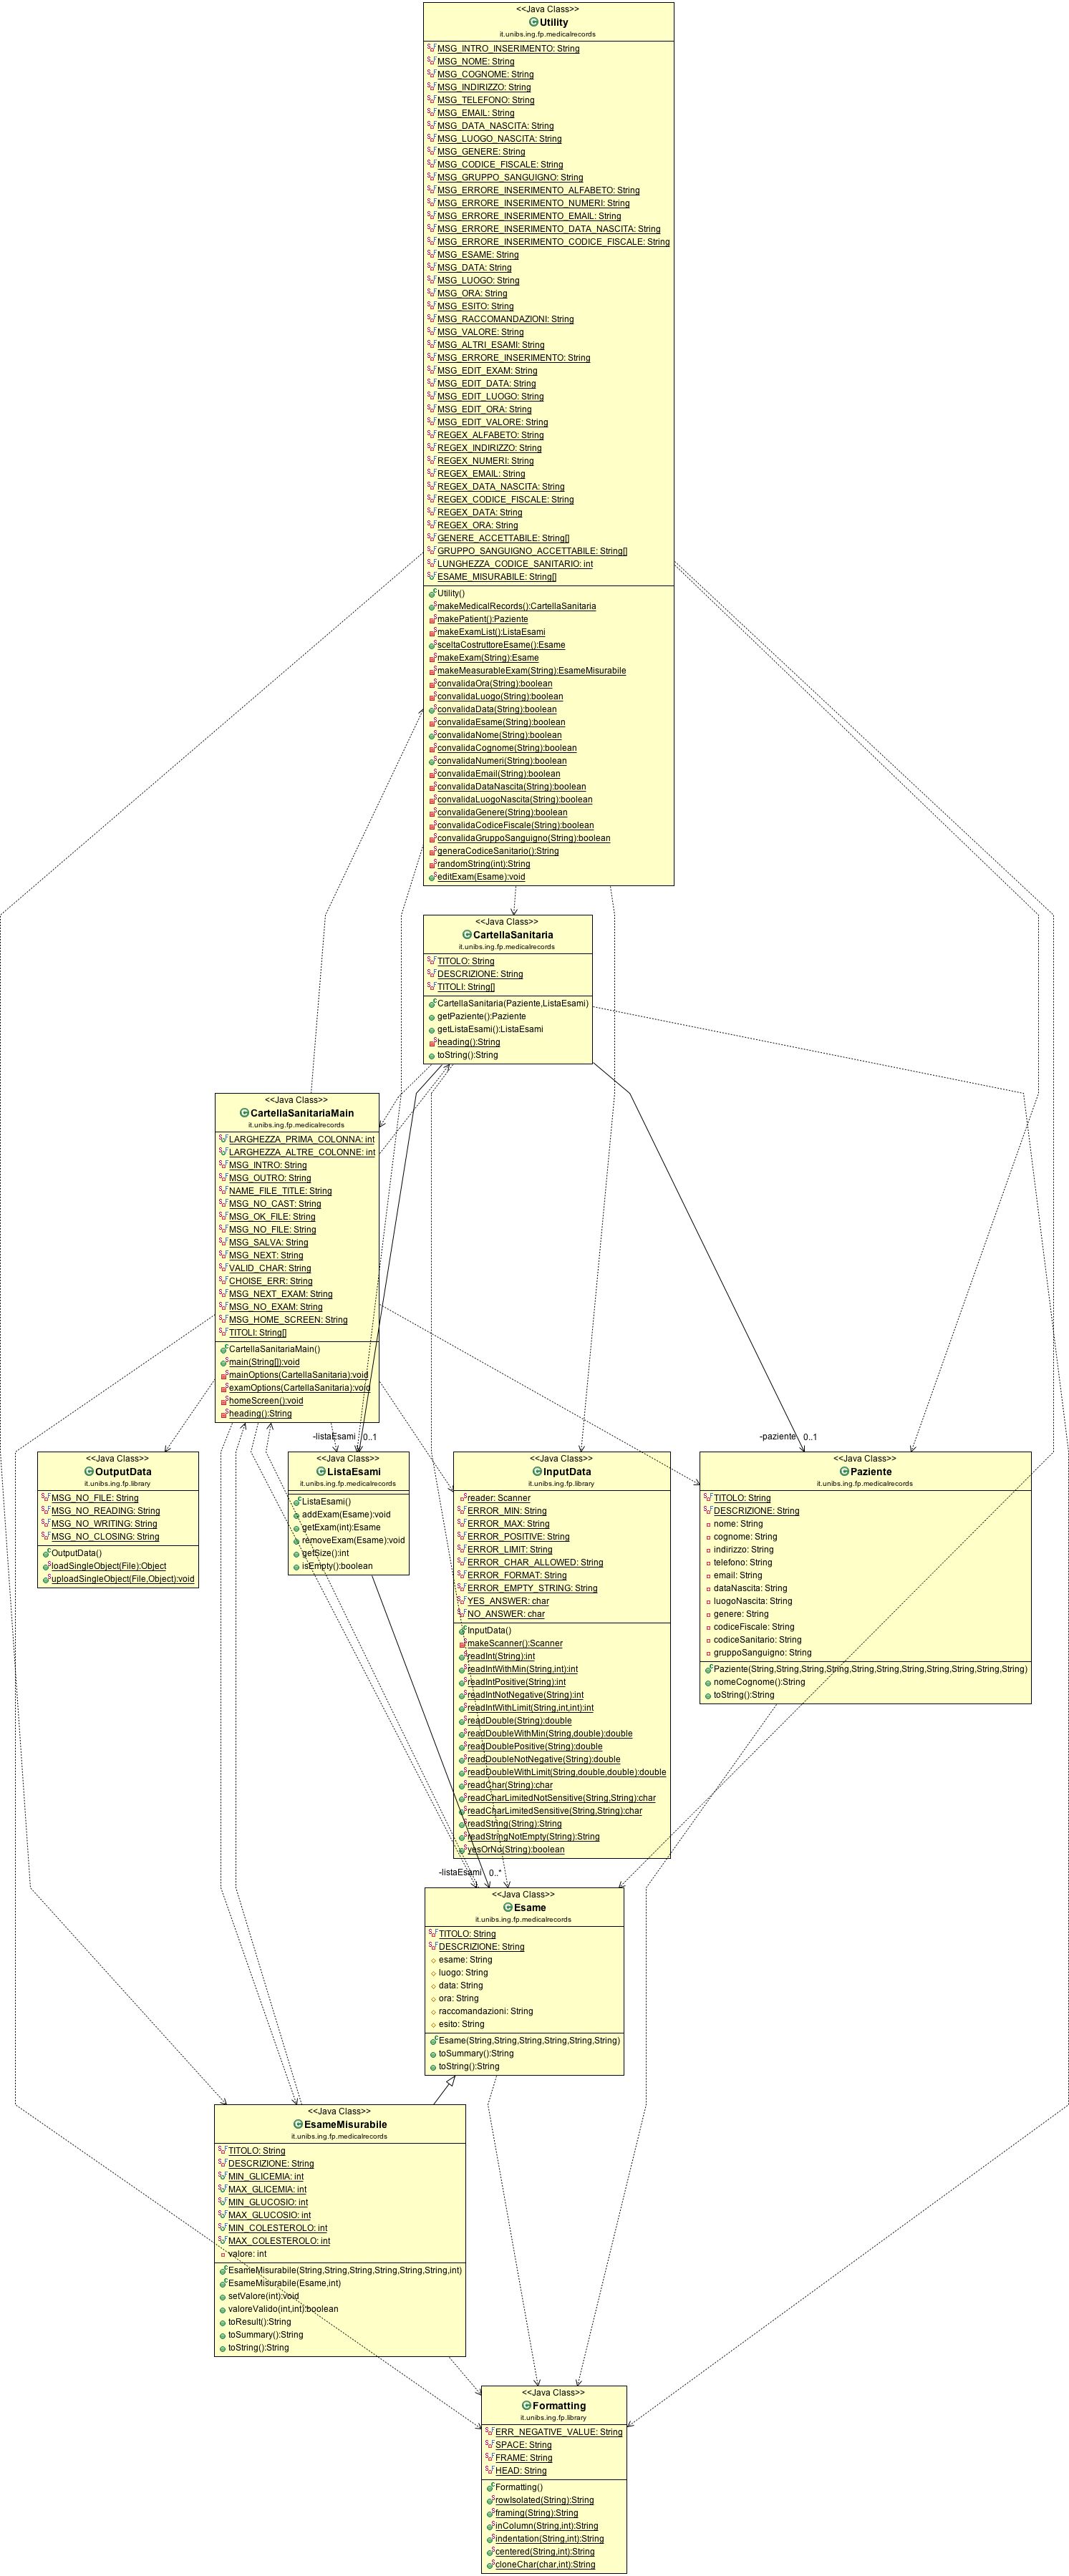 <<Java Class>>
Utility
it.unibs.ing.fp.medicalrecords
MSG_INTRO_INSERIMENTO: String
MSG_NOME: String
MSG_COGNOME: String
MSG_INDIRIZZO: String
MSG_TELEFONO: String
MSG_EMAIL: String
MSG_DATA_NASCITA: String
MSG_LUOGO_NASCITA: String
MSG_GENERE: String
MSG_CODICE_FISCALE: String
MSG_GRUPPO_SANGUIGNO: String
MSG_ERRORE_INSERIMENTO_ALFABETO: String
MSG_ERRORE_INSERIMENTO_NUMERI: String
MSG_ERRORE_INSERIMENTO_EMAIL: String
MSG_ERRORE_INSERIMENTO_DATA_NASCITA: String
MSG_ERRORE_INSERIMENTO_CODICE_FISCALE: String
MSG_ESAME: String
MSG_DATA: String
MSG_LUOGO: String
MSG_ORA: String
MSG_ESITO: String
MSG_RACCOMANDAZIONI: String
MSG_VALORE: String
MSG_ALTRI_ESAMI: String
MSG_ERRORE_INSERIMENTO: String
MSG_EDIT_EXAM: String
MSG_EDIT_DATA: String
MSG_EDIT_LUOGO: String
MSG_EDIT_ORA: String
MSG_EDIT_VALORE: String
REGEX_ALFABETO: String
REGEX_INDIRIZZO: String
REGEX_NUMERI: String
REGEX_EMAIL: String
REGEX_DATA_NASCITA: String
REGEX_CODICE_FISCALE: String
REGEX_DATA: String
REGEX_ORA: String
GENERE_ACCETTABILE: String[]
GRUPPO_SANGUIGNO_ACCETTABILE: String[]
LUNGHEZZA_CODICE_SANITARIO: int
ESAME_MISURABILE: String[]
Utility()
makeMedicalRecords():CartellaSanitaria
makePatient():Paziente
makeExamList():ListaEsami
sceltaCostruttoreEsame():Esame
makeExam(String):Esame
makeMeasurableExam(String):EsameMisurabile
convalidaOra(String):boolean
convalidaLuogo(String):boolean
convalidaData(String):boolean
convalidaEsame(String):boolean
convalidaNome(String):boolean
convalidaCognome(String):boolean
convalidaNumeri(String):boolean
convalidaEmail(String):boolean
convalidaDataNascita(String):boolean
convalidaLuogoNascita(String):boolean
convalidaGenere(String):boolean
convalidaCodiceFiscale(String):boolean
convalidaGruppoSanguigno(String):boolean
generaCodiceSanitario():String
randomString(int):String
editExam(Esame):void
<<Java Class>>
CartellaSanitaria
it.unibs.ing.fp.medicalrecords
TITOLO: String
DESCRIZIONE: String
TITOLI: String[]
CartellaSanitaria(Paziente,ListaEsami)
getPaziente():Paziente
getListaEsami():ListaEsami
heading():String
toString():String
<<Java Class>>
CartellaSanitariaMain
it.unibs.ing.fp.medicalrecords
LARGHEZZA_PRIMA_COLONNA: int
LARGHEZZA_ALTRE_COLONNE: int
MSG_INTRO: String
MSG_OUTRO: String
NAME_FILE_TITLE: String
MSG_NO_CAST: String
MSG_OK_FILE: String
MSG_NO_FILE: String
MSG_SALVA: String
MSG_NEXT: String
VALID_CHAR: String
CHOISE_ERR: String
MSG_NEXT_EXAM: String
MSG_NO_EXAM: String
MSG_HOME_SCREEN: String
TITOLI: String[]
CartellaSanitariaMain()
main(String[]):void
mainOptions(CartellaSanitaria):void
examOptions(CartellaSanitaria):void
homeScreen():void
heading():String
-listaEsami 0..1
-paziente 0..1
<<Java Class>>
OutputData
it.unibs.ing.fp.library
MSG_NO_FILE: String
MSG_NO_READING: String
MSG_NO_WRITING: String
MSG_NO_CLOSING: String
OutputData()
loadSingleObject(File):Object
uploadSingleObject(File,Object):void
<<Java Class>>
ListaEsami
it.unibs.ing.fp.medicalrecords
ListaEsami()
addExam(Esame):void
getExam(int):Esame
removeExam(Esame):void
getSize():int
isEmpty():boolean
<<Java Class>>
InputData
it.unibs.ing.fp.library
reader: Scanner
ERROR_MIN: String
ERROR_MAX: String
ERROR_POSITIVE: String
ERROR_LIMIT: String
ERROR_CHAR_ALLOWED: String
ERROR_FORMAT: String
ERROR_EMPTY_STRING: String
YES_ANSWER: char
NO_ANSWER: char
InputData()
makeScanner():Scanner
readInt(String):int
readIntWithMin(String,int):int
readIntPositive(String):int
readIntNotNegative(String):int
readIntWithLimit(String,int,int):int
readDouble(String):double
readDoubleWithMin(String,double):double
readDoublePositive(String):double
readDoubleNotNegative(String):double
readDoubleWithLimit(String,double,double):double
readChar(String):char
readCharLimitedNotSensitive(String,String):char
readCharLimitedSensitive(String,String):char
readString(String):String
readStringNotEmpty(String):String
yesOrNo(String):boolean
<<Java Class>>
Paziente
it.unibs.ing.fp.medicalrecords
TITOLO: String
DESCRIZIONE: String
nome: String
cognome: String
indirizzo: String
telefono: String
email: String
dataNascita: String
luogoNascita: String
genere: String
codiceFiscale: String
codiceSanitario: String
gruppoSanguigno: String
Paziente(String,String,String,String,String,String,String,String,String,String,String)
nomeCognome():String
toString():String
-listaEsami 0..*
<<Java Class>>
Esame
it.unibs.ing.fp.medicalrecords
TITOLO: String
DESCRIZIONE: String
esame: String
luogo: String
data: String
ora: String
raccomandazioni: String
esito: String
Esame(String,String,String,String,String,String)
toSummary():String
toString():String
<<Java Class>>
EsameMisurabile
it.unibs.ing.fp.medicalrecords
TITOLO: String
DESCRIZIONE: String
MIN_GLICEMIA: int
MAX_GLICEMIA: int
MIN_GLUCOSIO: int
MAX_GLUCOSIO: int
MIN_COLESTEROLO: int
MAX_COLESTEROLO: int
valore: int
EsameMisurabile(String,String,String,String,String,String,int)
EsameMisurabile(Esame,int)
setValore(int):void
valoreValido(int,int):boolean
toResult():String
toSummary():String
toString():String
<<Java Class>>
Formatting
it.unibs.ing.fp.library
ERR_NEGATIVE_VALUE: String
SPACE: String
FRAME: String
HEAD: String
Formatting()
rowIsolated(String):String
framing(String):String
inColumn(String,int):String
indentation(String,int):String
centered(String,int):String
cloneChar(char,int):String